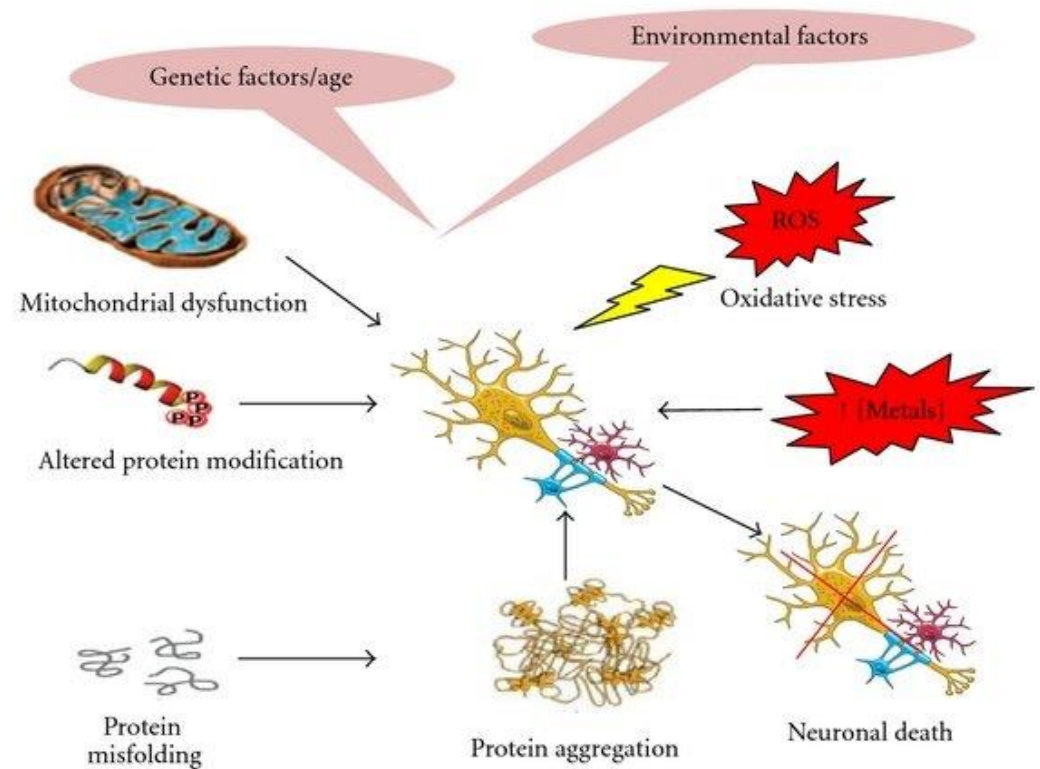 Environmental factors
Genetic factors/age
ROS
Mitochondrial dysfunction
Oxidative stress
P
P
P P
↑ [Metals]
Altered protein modification
Protein
misfolding
Protein aggregation
Neuronal death